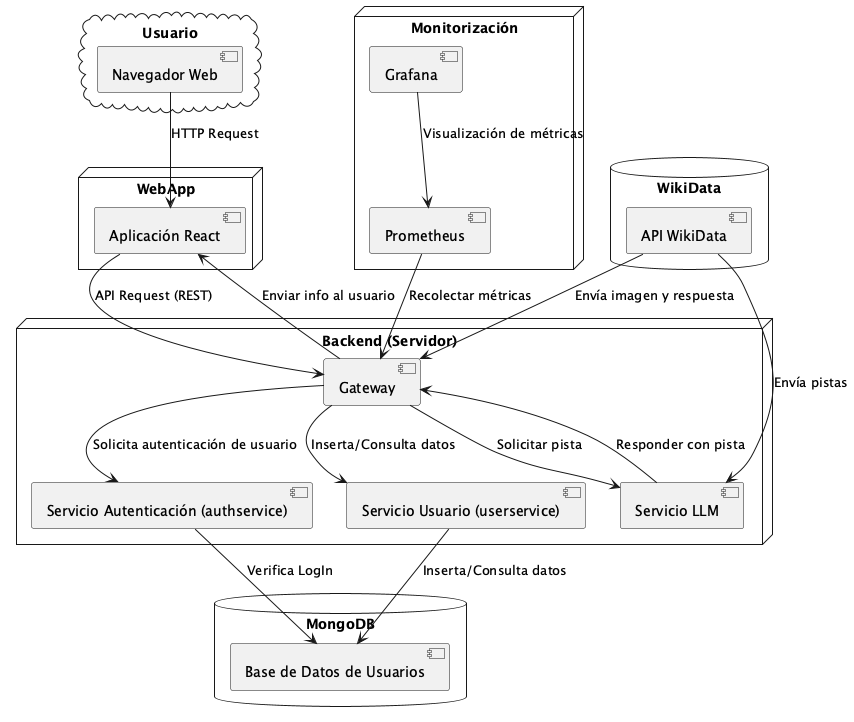 Usuario
Monitorización
Navegador Web
Grafana
HTTP Request
Visualización de métricas
WebApp
WikiData
Aplicación React
Prometheus
API WikiData
API Request (REST)
Enviar info al usuario
Recolectar métricas
Envía imagen y respuesta
Backend (Servidor)
Gateway
Envía pistas
Solicita autenticación de usuario
Inserta/Consulta datos
Solicitar pista
Responder con pista
Servicio Autenticación (authservice)
Servicio Usuario (userservice)
Servicio LLM
Verifica LogIn
Inserta/Consulta datos
MongoDB
Base de Datos de Usuarios